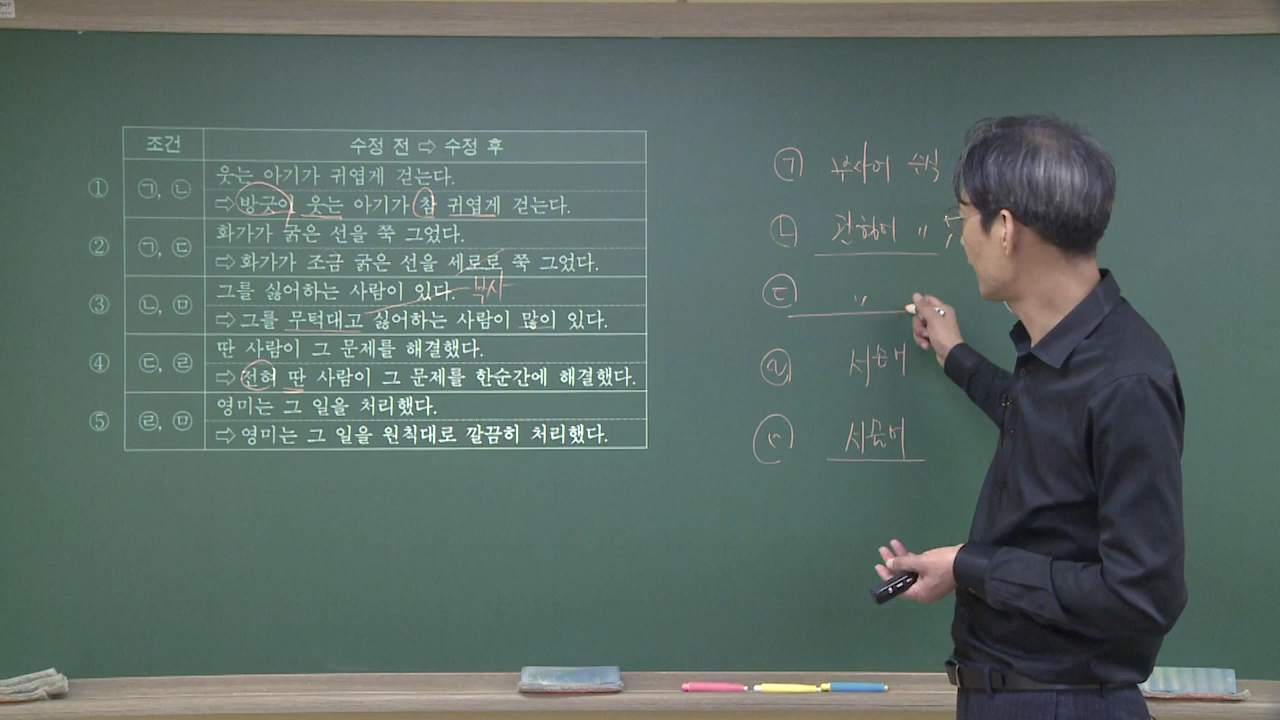 조건 수정 전 ⇨ 수정 후
① ㉠, ㉡ 웃는 아기가 귀엽게 걷는다.
⇨ 방긋이 웃는 아기가 참 귀엽게 걷는다.
② ㉠, ㉢ 화가가 굵은 선을 쭉 그었다.
⇨ 화가가 조금 굵은 선을 세로로 쭉 그었다.
③ ㉡, ㉤ 그를 싫어하는 사람이 있다. 부사
⇨ 그를 무턱대고 싫어하는 사람이 많이 있다.
④ ㉢, ㉣ 딴 사람이 그 문제를 해결했다.
⇨ 전혀 딴 사람이 그 문제를 한순간에 해결했다.
⑤ ㉣, ㉤ 영미는 그 일을 처리했다.
⇨ 영미는 그 일을 원칙대로 깔끔히 처리했다.
㉠ 부사어 수식
㉡ 관형어 〃
㉢ 〃
㉣ 서술어
㉤ 서술어